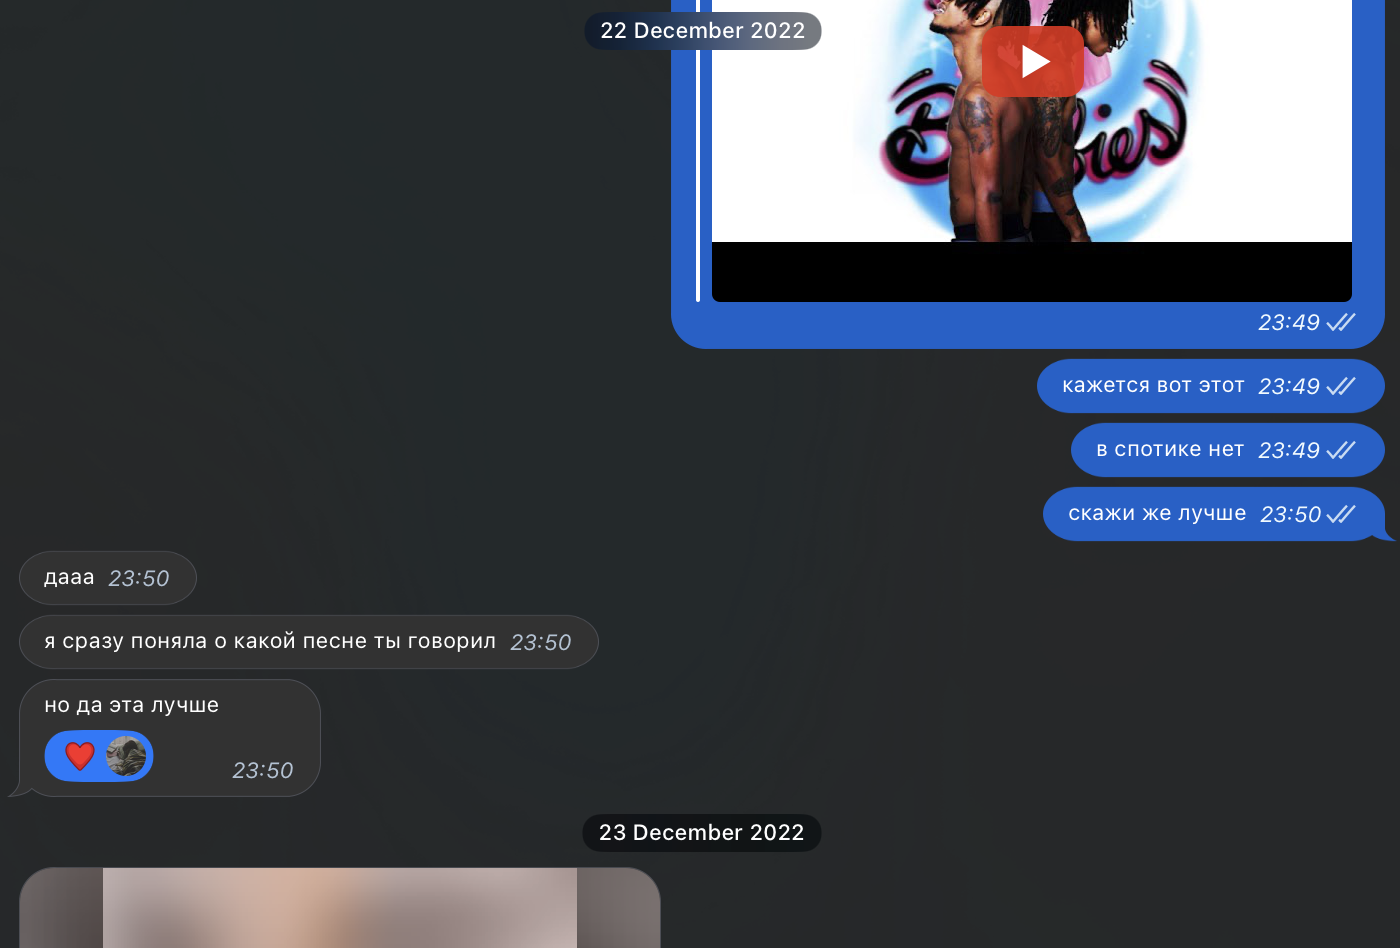 22 December 2022
23:49
кажется вот этот 23:49
в спотике нет 23:49
скажи же лучше 23:50
дааа 23:50
я сразу поняла о какой песне ты говорил 23:50
но да эта лучше
23:50
23 December 2022